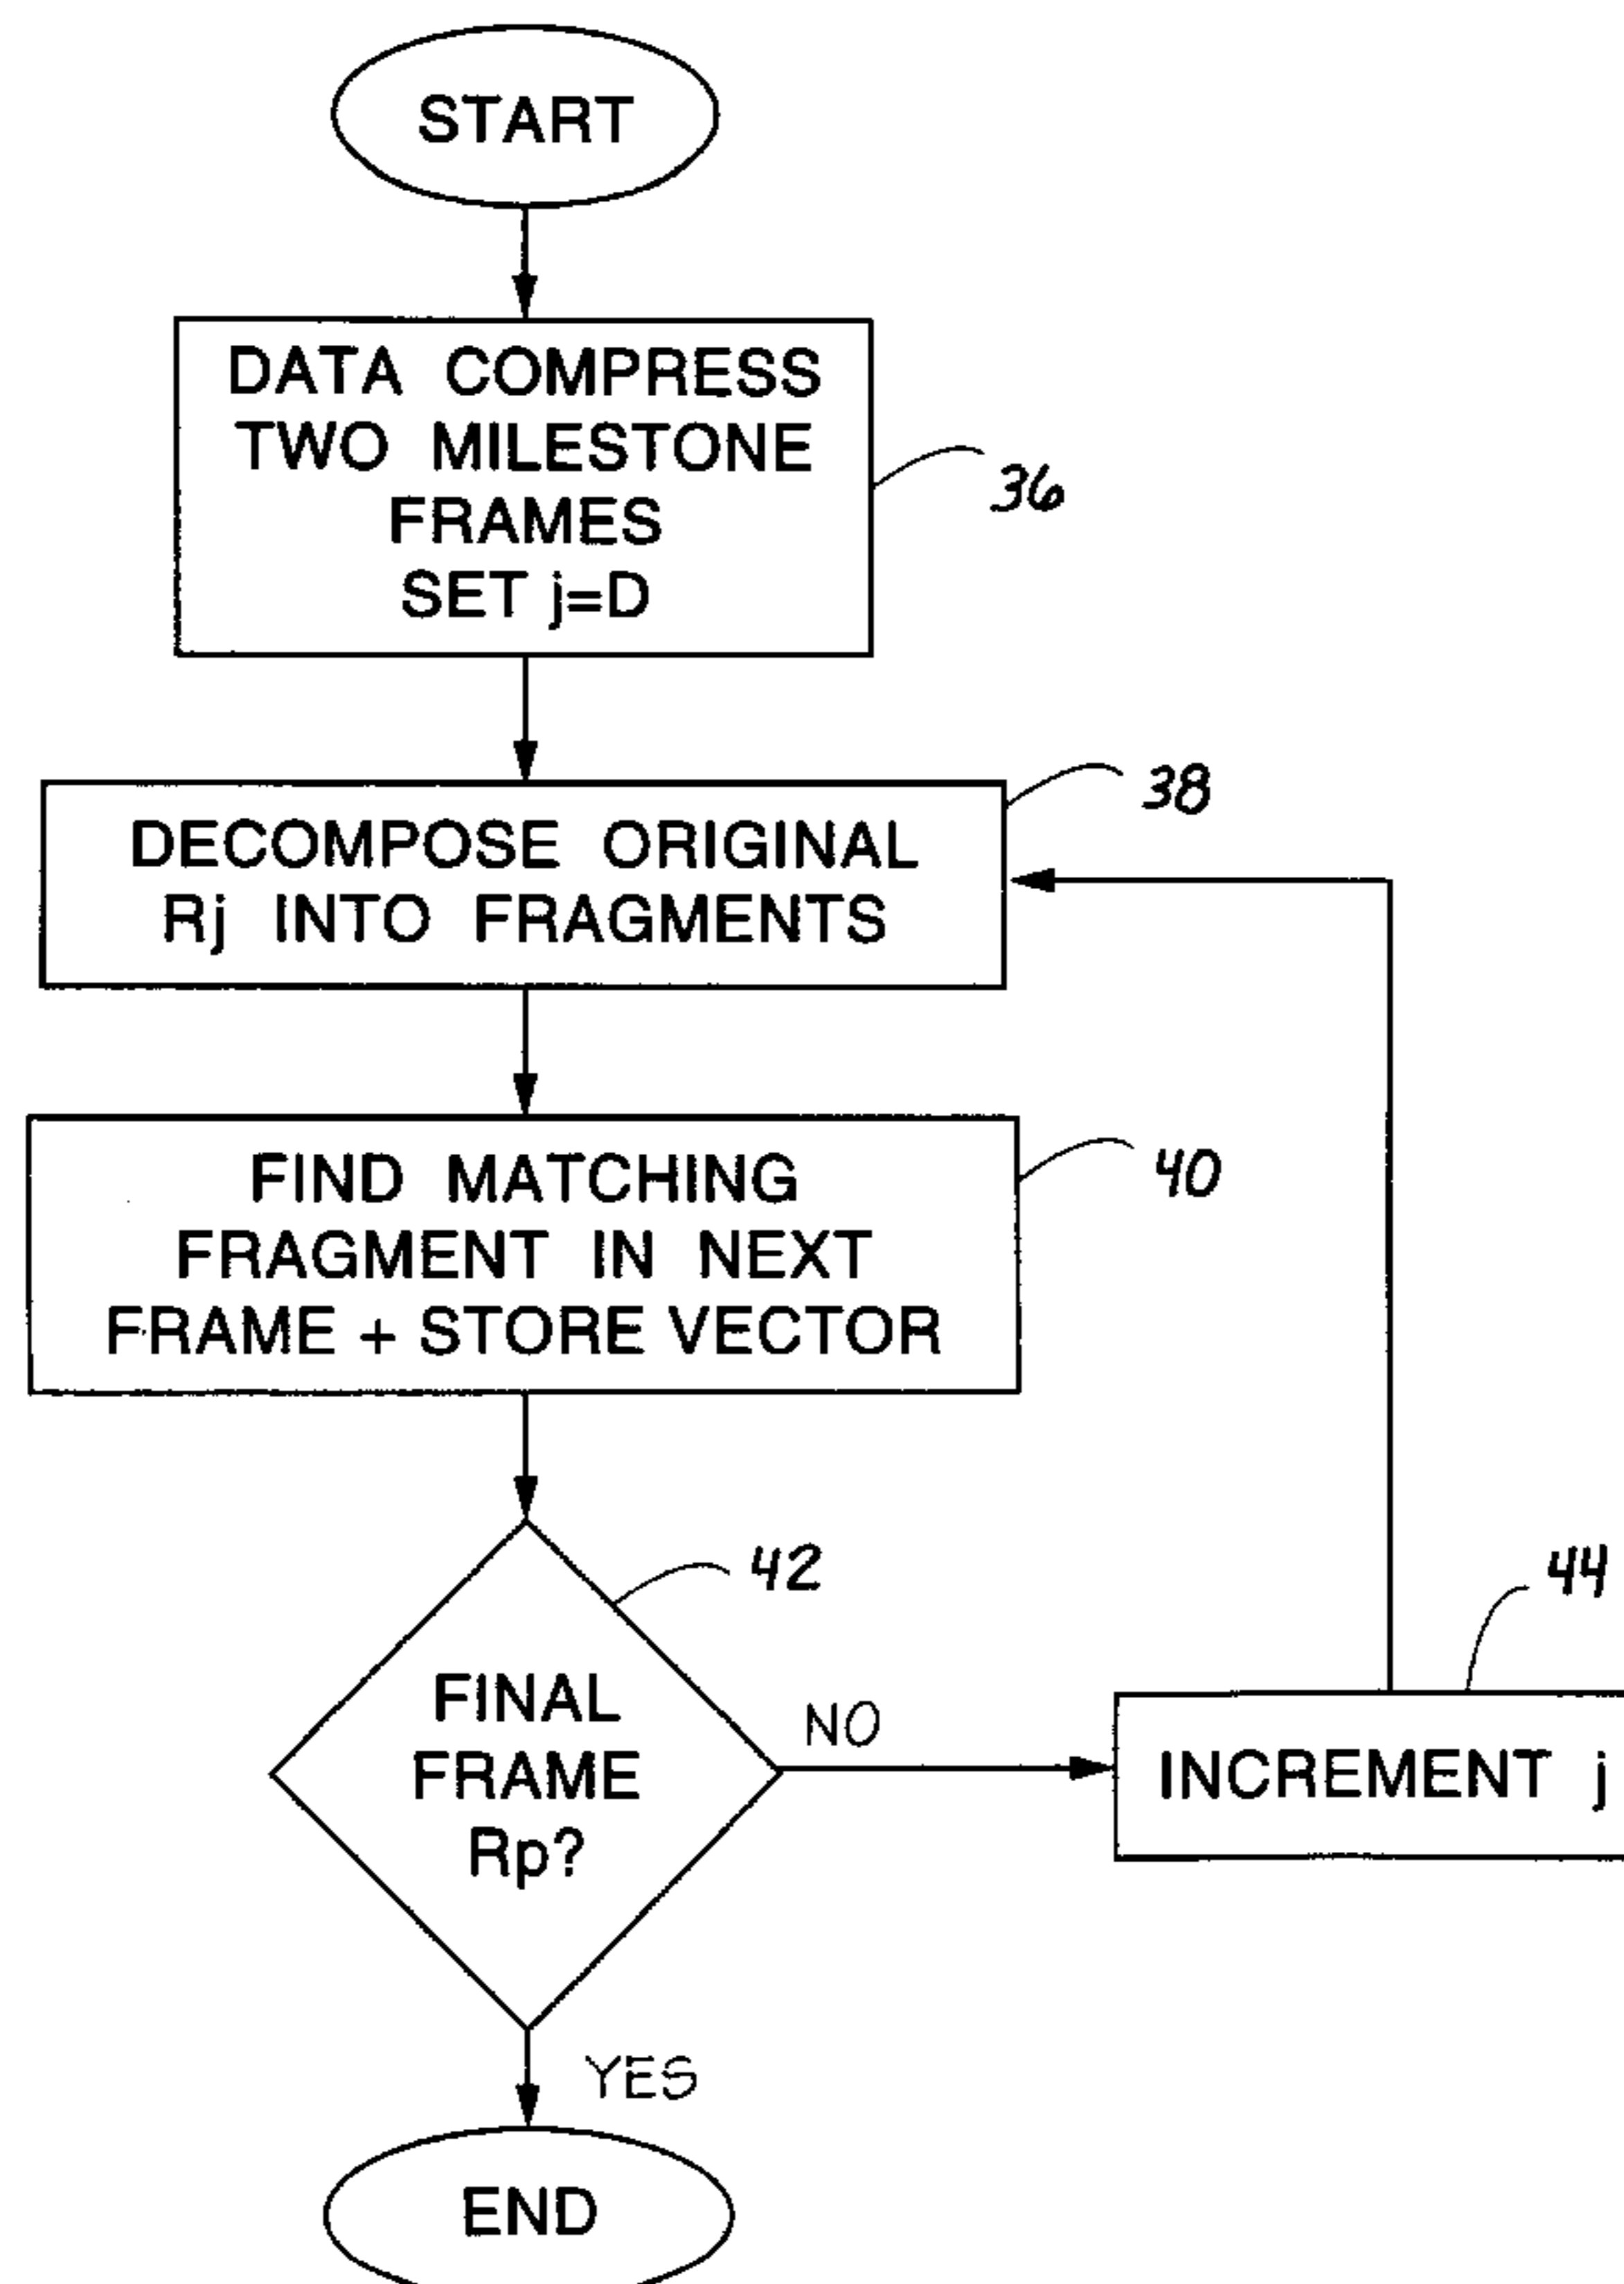 START
DATA COMPRESS
TWO MILESTONE
FRAMES
SET j=D
36
DECOMPOSE ORIGINAL
Rj INTO FRAGMENTS
38
FIND MATCHING
FRAGMENT IN NEXT
FRAME + STORE VECTOR
40
FINAL
FRAME
Rp?
42
NO
INCREMENT j
44
YES
END